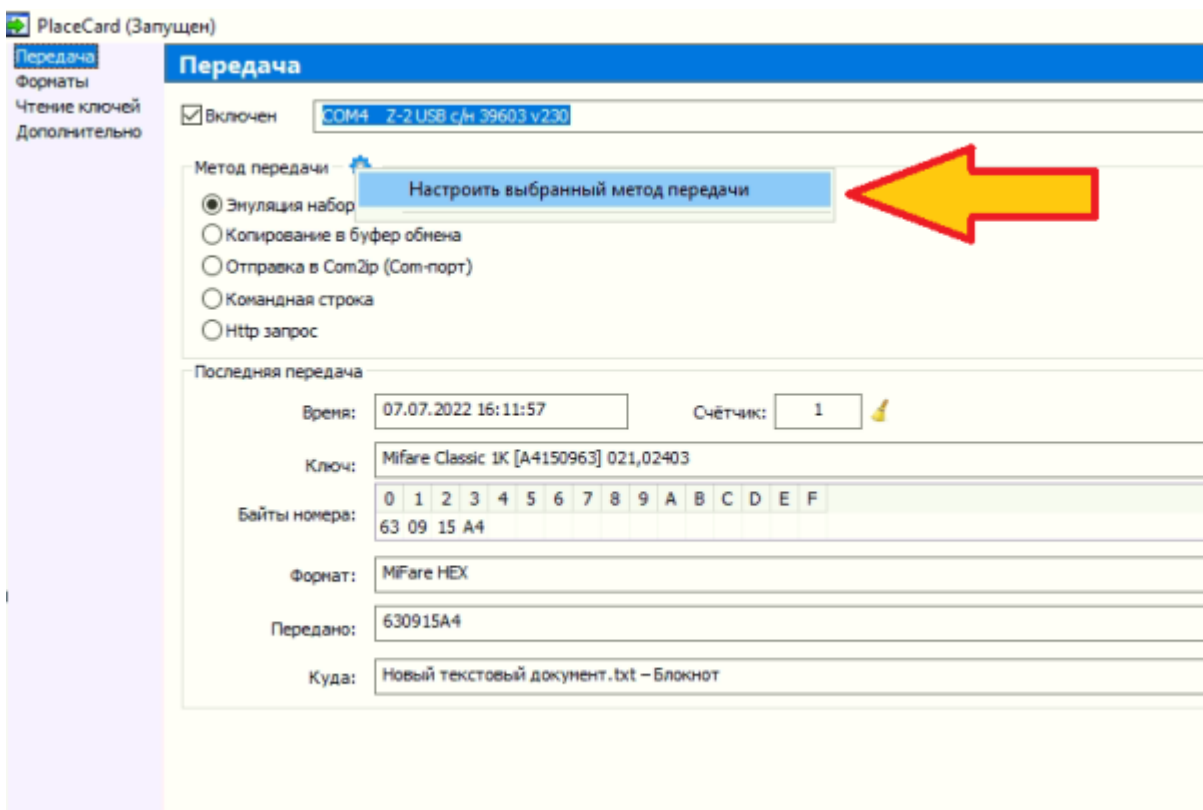 PlaceCard (Запущен)
Передача
Форматы
Чтение ключей
Дополнительно
Передача
Включен COM4 Z-2 USB с/н 39603 v230
Метод передачи
Настроить выбранный метод передачи
Эмуляция набор
Копирование в буфер обмена
Отправка в Com2ip (Com-порт)
Командная строка
Http запрос
Последняя передача
Время: 07.07.2022 16:11:57 Счётчик: 1
Ключ: Mifare Classic 1K [A4150963] 021,02403
0 1 2 3 4 5 6 7 8 9 A B C D E F
Байты номера:
63 09 15 A4
Формат: MiFare HEX
Передано: 630915A4
Куда: Новый текстовый документ.txt – Блокнот